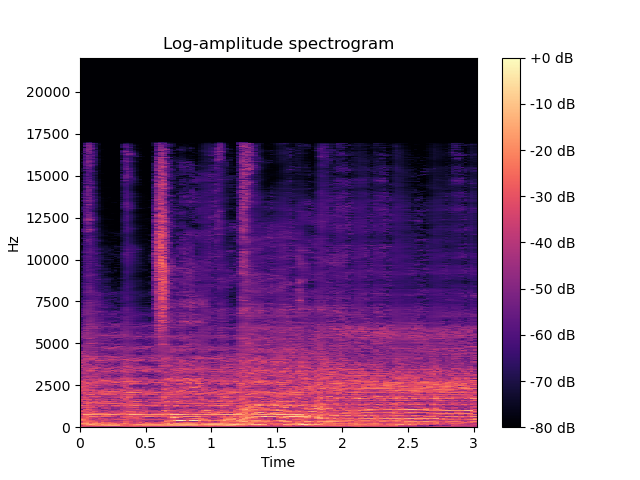 Log-amplitude spectrogram
Hz
20000
17500
15000
12500
10000
7500
5000
2500
0
0 0.5 1 1.5 2 2.5 3
Time
+0 dB
-10 dB
-20 dB
-30 dB
-40 dB
-50 dB
-60 dB
-70 dB
-80 dB